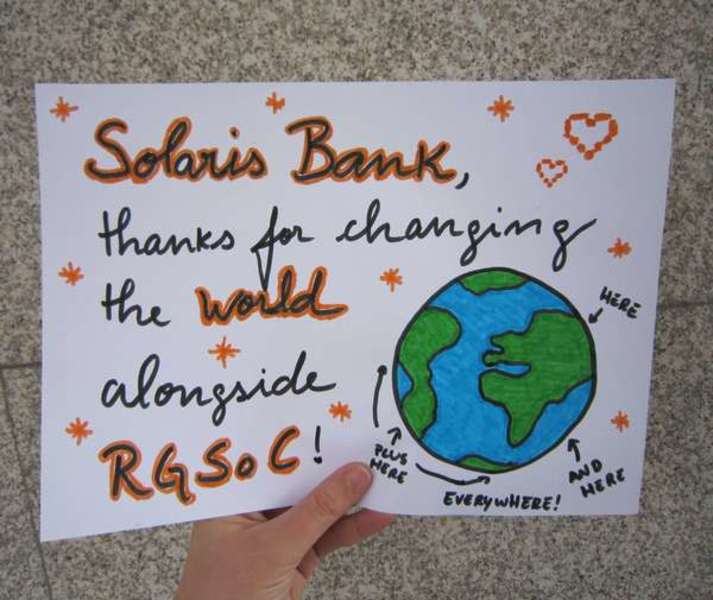 Solaris Bank,
thanks for changing
the world
alongside
RGSoC!
HERE
PLUS
HERE
AND
HERE
EVERYWHERE!